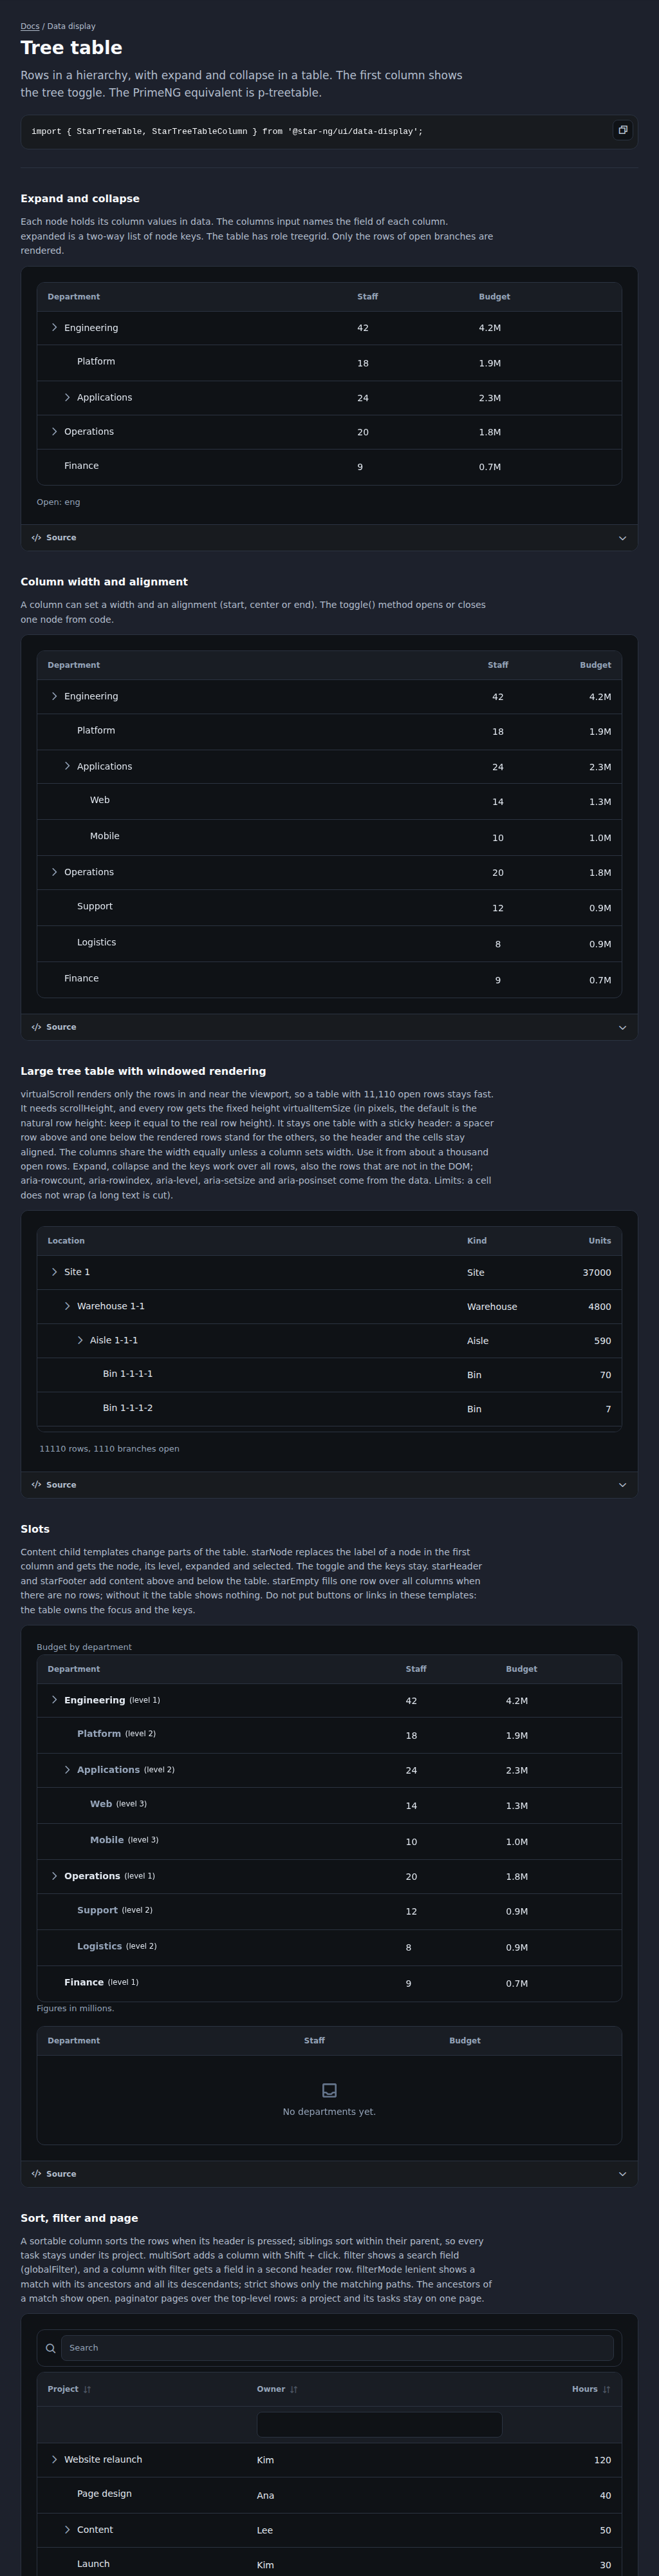 Docs / Data display
Tree table
Rows in a hierarchy, with expand and collapse in a table. The first column shows
the tree toggle. The PrimeNG equivalent is p-treetable.
import { StarTreeTable, StarTreeTableColumn } from '@star-ng/ui/data-display';
Expand and collapse
Each node holds its column values in data. The columns input names the field of each column.
expanded is a two-way list of node keys. The table has role treegrid. Only the rows of open branches are
rendered.
Department Staff Budget
Engineering 42 4.2M
Platform 18 1.9M
Applications 24 2.3M
Operations 20 1.8M
Finance 9 0.7M
Open: eng
Source
Column width and alignment
A column can set a width and an alignment (start, center or end). The toggle() method opens or closes
one node from code.
Department Staff Budget
Engineering 42 4.2M
Platform 18 1.9M
Applications 24 2.3M
Web 14 1.3M
Mobile 10 1.0M
Operations 20 1.8M
Support 12 0.9M
Logistics 8 0.9M
Finance 9 0.7M
Source
Large tree table with windowed rendering
virtualScroll renders only the rows in and near the viewport, so a table with 11,110 open rows stays fast.
It needs scrollHeight, and every row gets the fixed height virtualItemSize (in pixels, the default is the
natural row height: keep it equal to the real row height). It stays one table with a sticky header: a spacer
row above and one below the rendered rows stand for the others, so the header and the cells stay
aligned. The columns share the width equally unless a column sets a width. Use it from about a thousand
open rows. Expand, collapse and the keys work over all rows, also the rows that are not in the DOM;
aria-rowcount, aria-rowindex, aria-level, aria-setsize and aria-posinset come from the data. Limits: a cell
does not wrap (a long text is cut).
Location Kind Units
Site 1 Site 37000
Warehouse 1-1 Warehouse 4800
Aisle 1-1-1 Aisle 590
Bin 1-1-1-1 Bin 70
Bin 1-1-1-2 Bin 7
11110 rows, 1110 branches open
Source
Slots
Content child templates change parts of the table. starNode replaces the label of a node in the first
column and gets the node, its level, expanded and selected. The toggle and the keys stay. starHeader
and starFooter add content above and below the table. starEmpty fills one row over all columns when
there are no rows; without it the table shows nothing. Do not put buttons or links in these templates:
the table owns the focus and the keys.
Budget by department
Department Staff Budget
Engineering (level 1) 42 4.2M
Platform (level 2) 18 1.9M
Applications (level 2) 24 2.3M
Web (level 3) 14 1.3M
Mobile (level 3) 10 1.0M
Operations (level 1) 20 1.8M
Support (level 2) 12 0.9M
Logistics (level 2) 8 0.9M
Finance (level 1) 9 0.7M
Figures in millions.
Department Staff Budget
No departments yet.
Source
Sort, filter and page
A sortable column sorts the rows when its header is pressed; siblings sort within their parent, so every
task stays under its project. multiSort adds a column with Shift + click. filter shows a search field
(globalFilter), and a column with filter gets a field in a second header row. filterMode lenient shows a
match with its ancestors and all its descendants; strict shows only the matching paths. The ancestors of
a match show open. paginator pages over the top-level rows: a project and its tasks stay on one page.
Search
Project Owner Hours
Website relaunch Kim 120
Page design Ana 40
Content Lee 50
Launch Kim 30